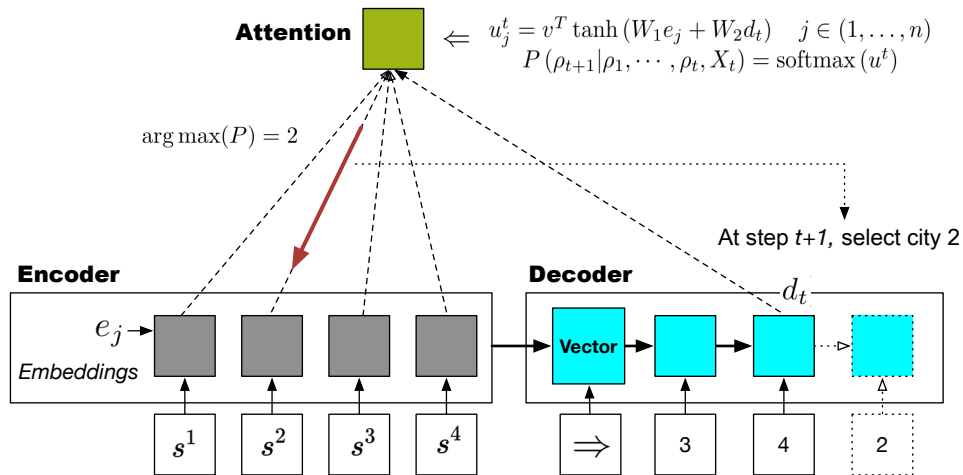 Attention
⇐ u_j^t = v^T tanh (W_1 e_j + W_2 d_t) j ∈ (1, . . . , n)
P (ρ_{t+1}|ρ_1, · · · , ρ_t, X_t) = softmax (u^t)
arg max(P) = 2
At step t+1, select city 2
Encoder
Decoder
d_t
e_j
Vector
Embeddings
s^1 s^2 s^3 s^4 ⇒ 3 4 2